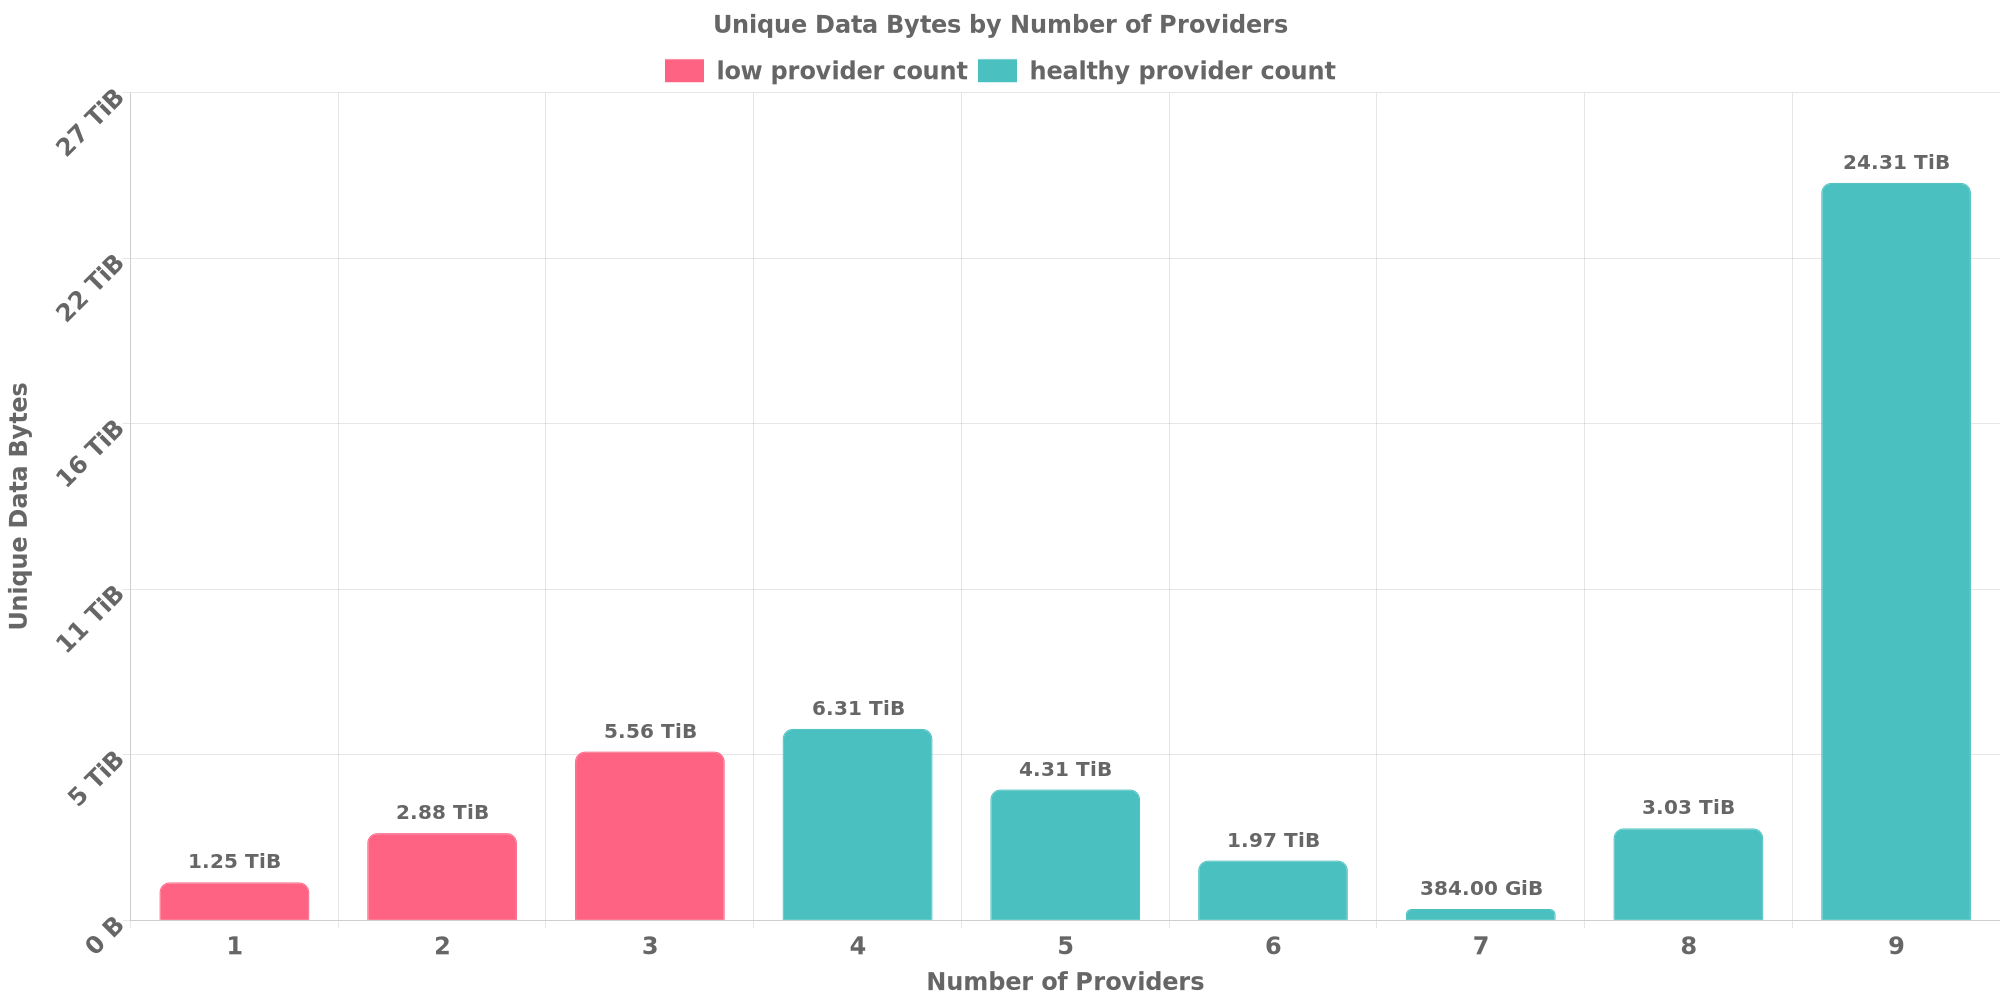 Unique Data Bytes by Number of Providers
low provider count healthy provider count
27 TiB
22 TiB
16 TiB
11 TiB
5 TiB
0 B
Unique Data Bytes
1.25 TiB
2.88 TiB
5.56 TiB
6.31 TiB
4.31 TiB
1.97 TiB
384.00 GiB
3.03 TiB
24.31 TiB
1 2 3 4 5 6 7 8 9
Number of Providers